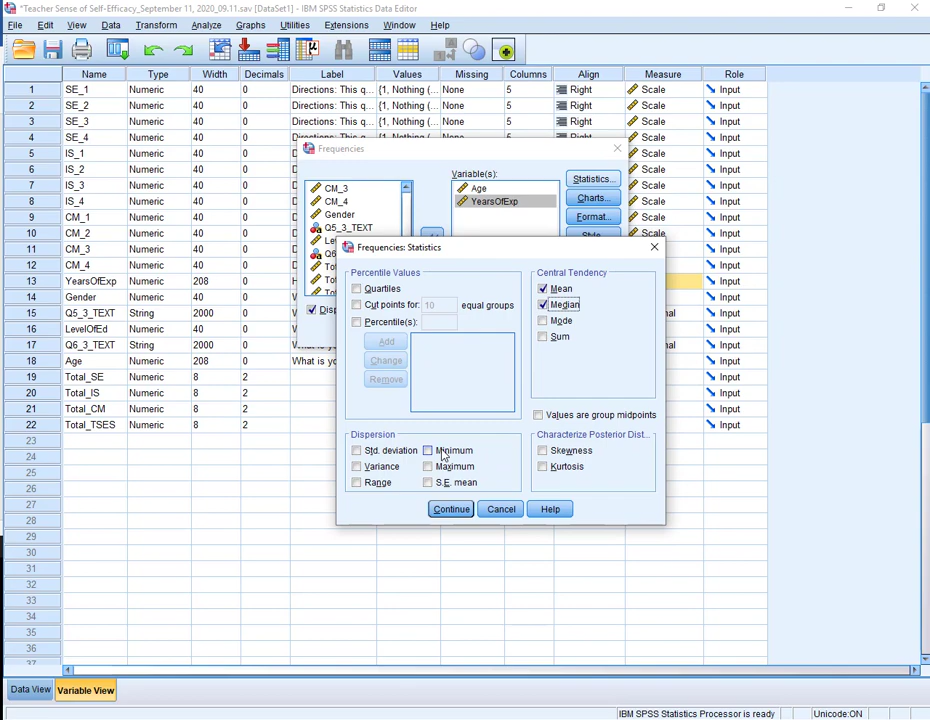 *Teacher Sense of Self-Efficacy_September 11, 2020_09.11.sav [DataSet1] - IBM SPSS Statistics Data Editor
File Edit View Data Transform Analyze Graphs Utilities Extensions Window Help
Name Type Width Decimals Label Values Missing Columns Align Measure Role
1 SE_1 Numeric 40 0 Directions: This q... {1, Nothing (... None 5 Right Scale Input
2 SE_2 Numeric 40 0 Directions: This q... {1, Nothing (... None 5 Right Scale Input
3 SE_3 Numeric 40 0 Directions: This q... {1, Nothing (... None 5 Right Scale Input
4 SE_4 Numeric 40 0 Directions: This q... {1, Nothing (... None 5 Right Scale Input
5 IS_1 Numeric 40 0 Scale Input
6 IS_2 Numeric 40 0 Scale Input
7 IS_3 Numeric 40 0 Scale Input
8 IS_4 Numeric 40 0 Scale Input
9 CM_1 Numeric 40 0 Scale Input
10 CM_2 Numeric 40 0 Input
11 CM_3 Numeric 40 0 Input
12 CM_4 Numeric 40 0 Input
13 YearsOfExp Numeric 208 0 Input
14 Gender Numeric 40 0 Input
15 Q5_3_TEXT String 2000 0 Input
16 LevelOfEd Numeric 40 0 Input
17 Q6_3_TEXT String 2000 0 Input
18 Age Numeric 208 0 What is yo Input
19 Total_SE Numeric 8 2 Input
20 Total_IS Numeric 8 2 Input
21 Total_CM Numeric 8 2 Input
22 Total_TSES Numeric 8 2 Input
23
24
25
26
27
28
29
30
31
32
33
34
35
36
37
Frequencies
Variable(s):
CM_3
CM_4
Gender
Q5_3_TEXT
Age
YearsOfExp
Statistics...
Charts...
Format...
Style...
Frequencies: Statistics
Percentile Values
Quartiles
Cut points for: 10 equal groups
Percentile(s):
Add
Change
Remove
Central Tendency
Mean
Median
Mode
Sum
Values are group midpoints
Dispersion
Std. deviation Minimum
Variance Maximum
Range S.E. mean
Characterize Posterior Dist...
Skewness
Kurtosis
Continue Cancel Help
Data View Variable View
IBM SPSS Statistics Processor is ready Unicode:ON